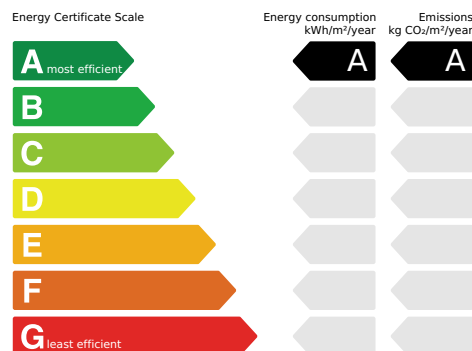 Energy Certificate Scale
Energy consumption
kWh/m²/year
Emissions
kg CO₂/m²/year
A most efficient
A
A
B
C
D
E
F
G least efficient